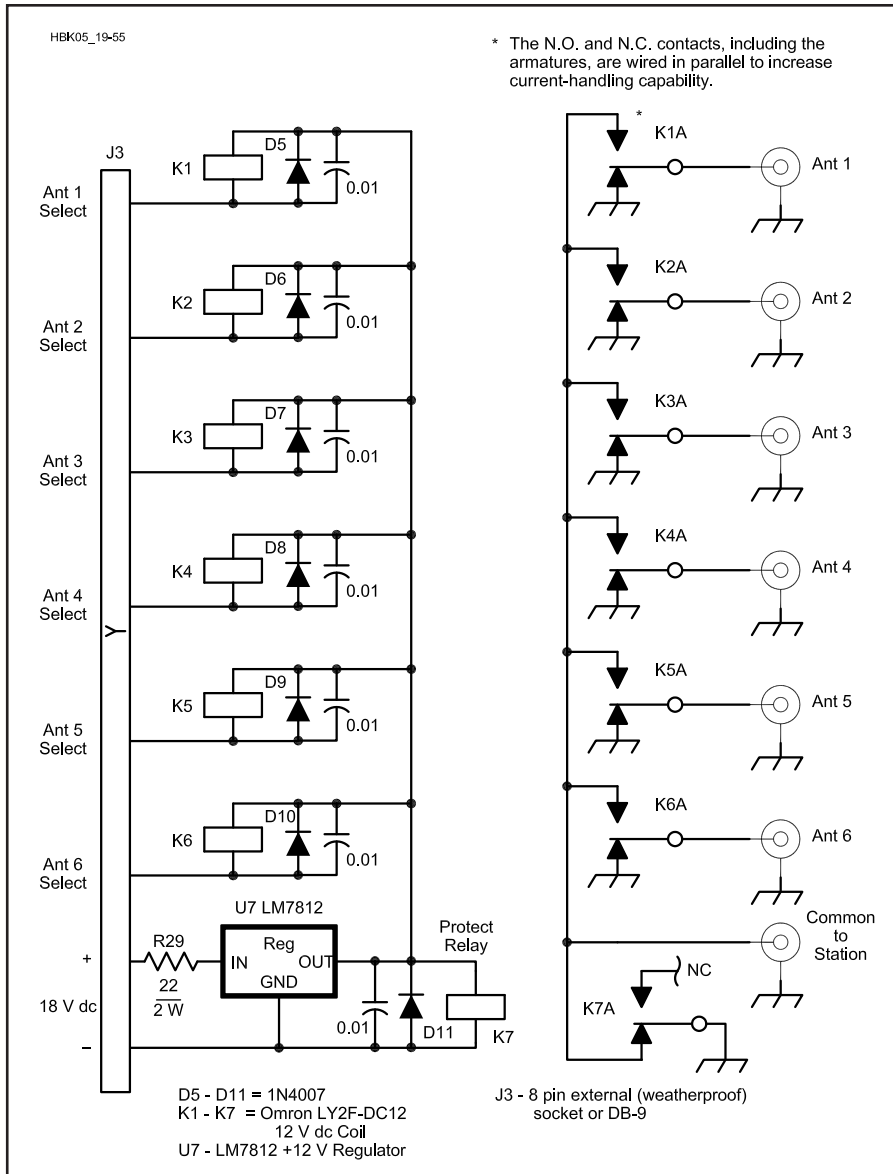 HBK05_19-55
* The N.O. and N.C. contacts, including the
armatures, are wired in parallel to increase
current-handling capability.
J3
Ant 1
Select
K1
D5
0.01
Ant 2
Select
K2
D6
0.01
Ant 3
Select
K3
D7
0.01
Ant 4
Select
K4
D8
0.01
Ant 5
Select
K5
D9
0.01
Ant 6
Select
K6
D10
0.01
U7 LM7812
Reg
IN
OUT
GND
R29
22
2 W
+
18 V dc
–
0.01
D11
Protect
Relay
K7
*
K1A
Ant 1
K2A
Ant 2
K3A
Ant 3
K4A
Ant 4
K5A
Ant 5
K6A
Ant 6
Common
to
Station
NC
K7A
D5 - D11 = 1N4007
K1 - K7 = Omron LY2F-DC12
12 V dc Coil
U7 - LM7812 +12 V Regulator
J3 - 8 pin external (weatherproof)
socket or DB-9